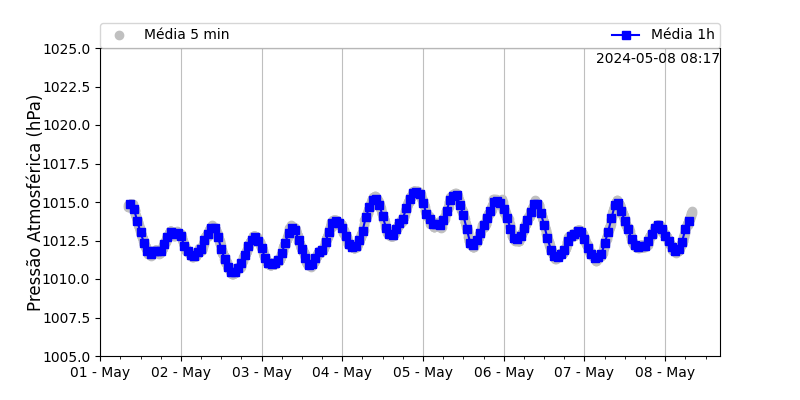 Média 5 min
Média 1h
2024-05-08 08:17
Pressão Atmosférica (hPa)
1025.0
1022.5
1020.0
1017.5
1015.0
1012.5
1010.0
1007.5
1005.0
01 - May
02 - May
03 - May
04 - May
05 - May
06 - May
07 - May
08 - May